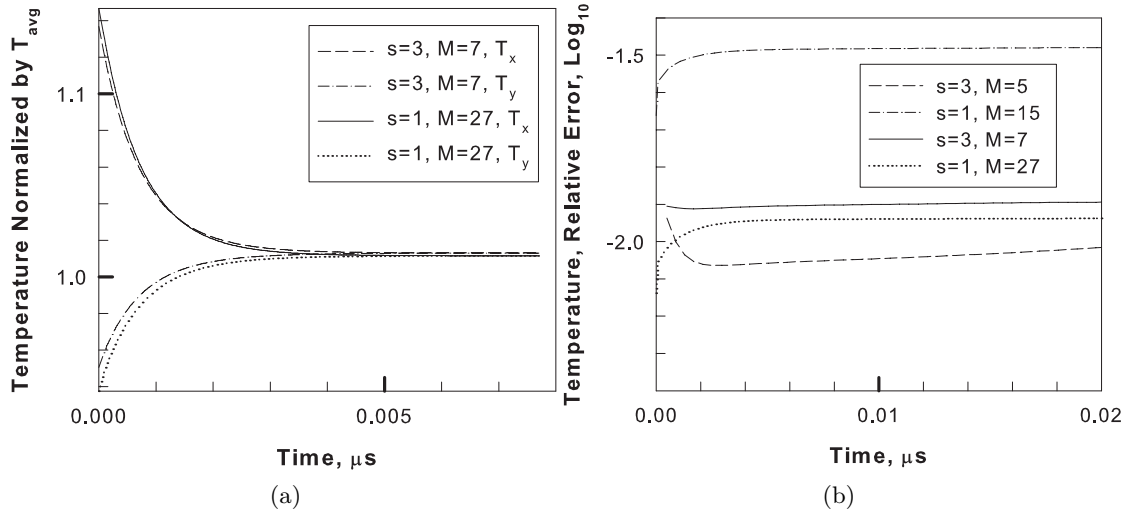 Temperature Normalized by T_avg
1.1
1.0
0.000
0.005
Time, μs
s=3, M=7, T_x
s=3, M=7, T_y
s=1, M=27, T_x
s=1, M=27, T_y
(a)
Temperature, Relative Error, Log_10
-1.5
-2.0
0.00
0.01
0.02
Time, μs
s=3, M=5
s=1, M=15
s=3, M=7
s=1, M=27
(b)